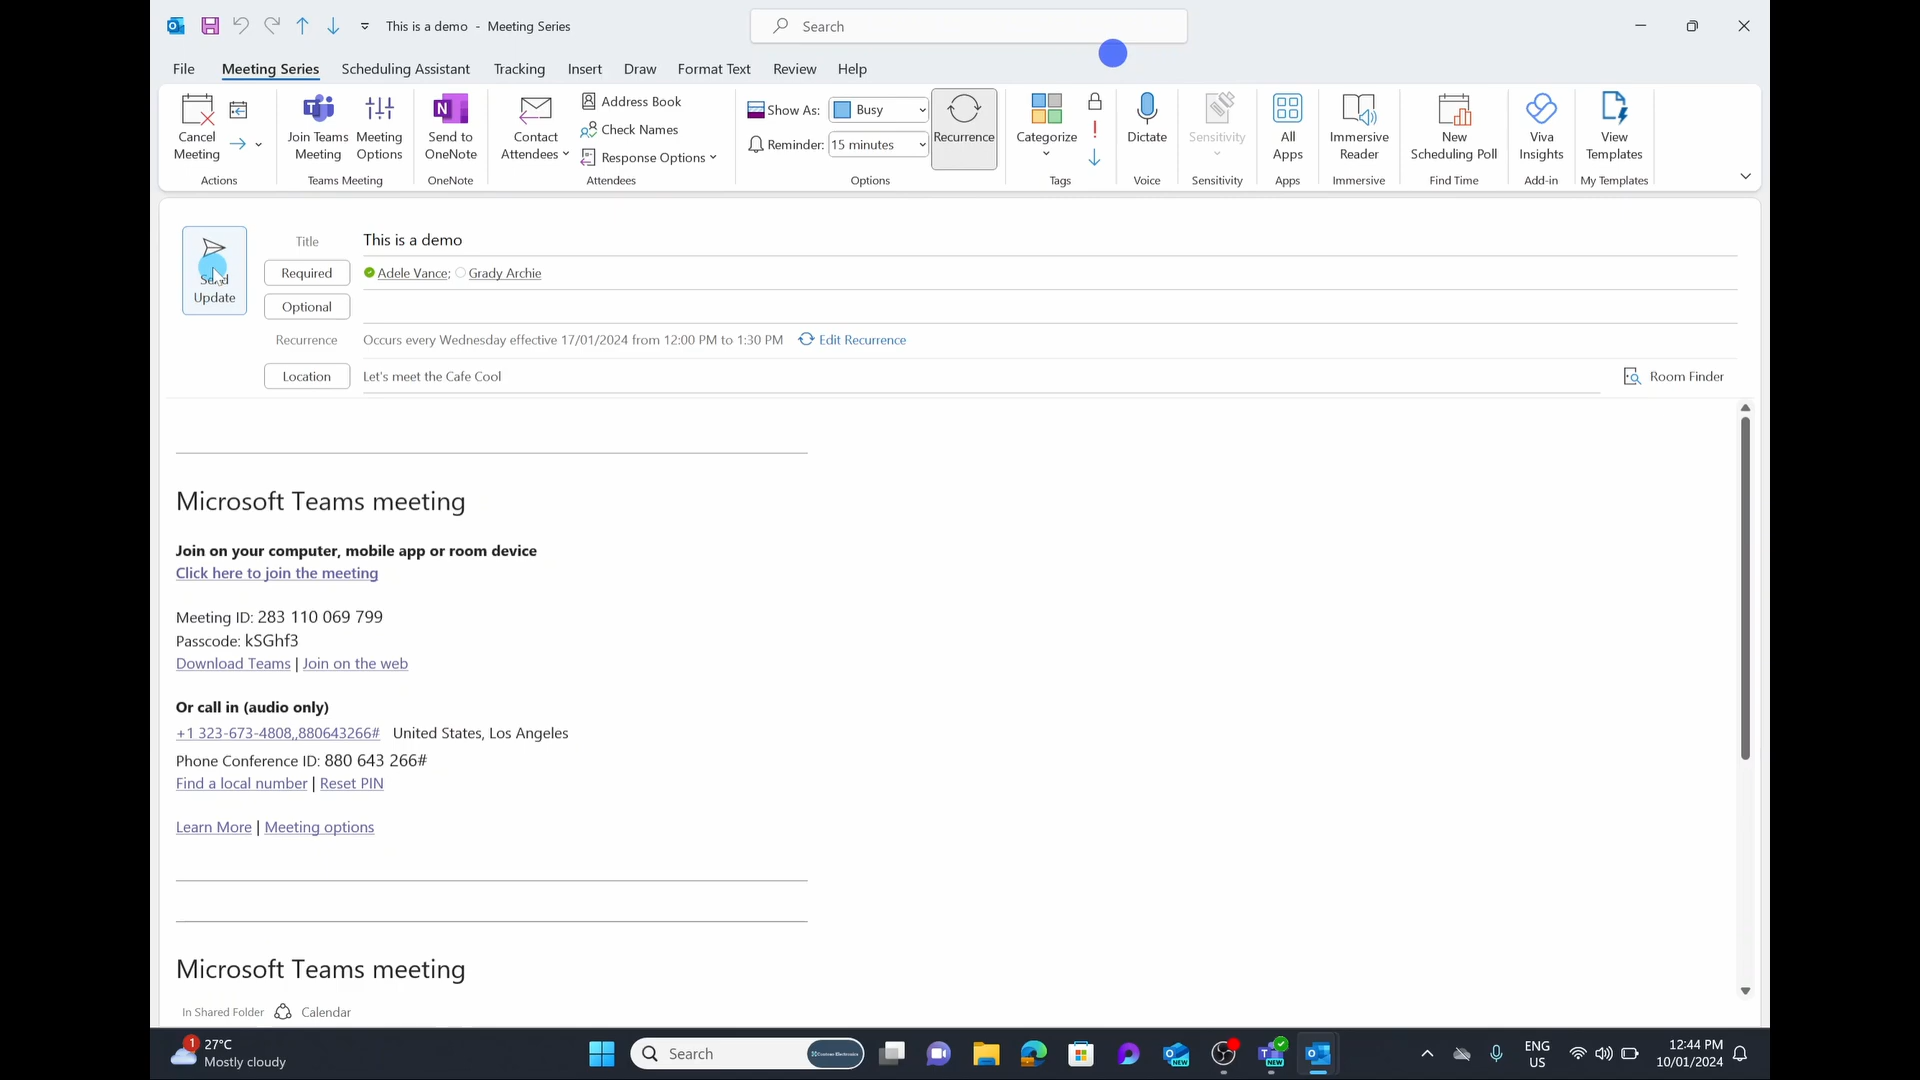 This is a demo - Meeting Series
Search
File Meeting Series Scheduling Assistant Tracking Insert Draw Format Text Review Help
Cancel Meeting
Actions
Join Teams Meeting
Meeting Options
Teams Meeting
Send to OneNote
OneNote
Contact Attendees
Address Book
Check Names
Response Options
Attendees
Show As: Busy
Reminder: 15 minutes
Recurrence
Options
Categorize
Tags
Dictate
Voice
Sensitivity
Sensitivity
All Apps
Apps
Immersive Reader
Immersive
New Scheduling Poll
Find Time
Viva Insights
Add-in
View Templates
My Templates
Send Update
Title This is a demo
Required Adele Vance; Grady Archie
Optional
Recurrence Occurs every Wednesday effective 17/01/2024 from 12:00 PM to 1:30 PM Edit Recurrence
Location Let's meet the Cafe Cool Room Finder
Microsoft Teams meeting
Join on your computer, mobile app or room device
Click here to join the meeting
Meeting ID: 283 110 069 799
Passcode: kSGhf3
Download Teams | Join on the web
Or call in (audio only)
+1 323-673-4808,,880643266# United States, Los Angeles
Phone Conference ID: 880 643 266#
Find a local number | Reset PIN
Learn More | Meeting options
Microsoft Teams meeting
In Shared Folder Calendar
1
27°C
Mostly cloudy
Search
NEW
NEW
ENG
US
12:44 PM
10/01/2024